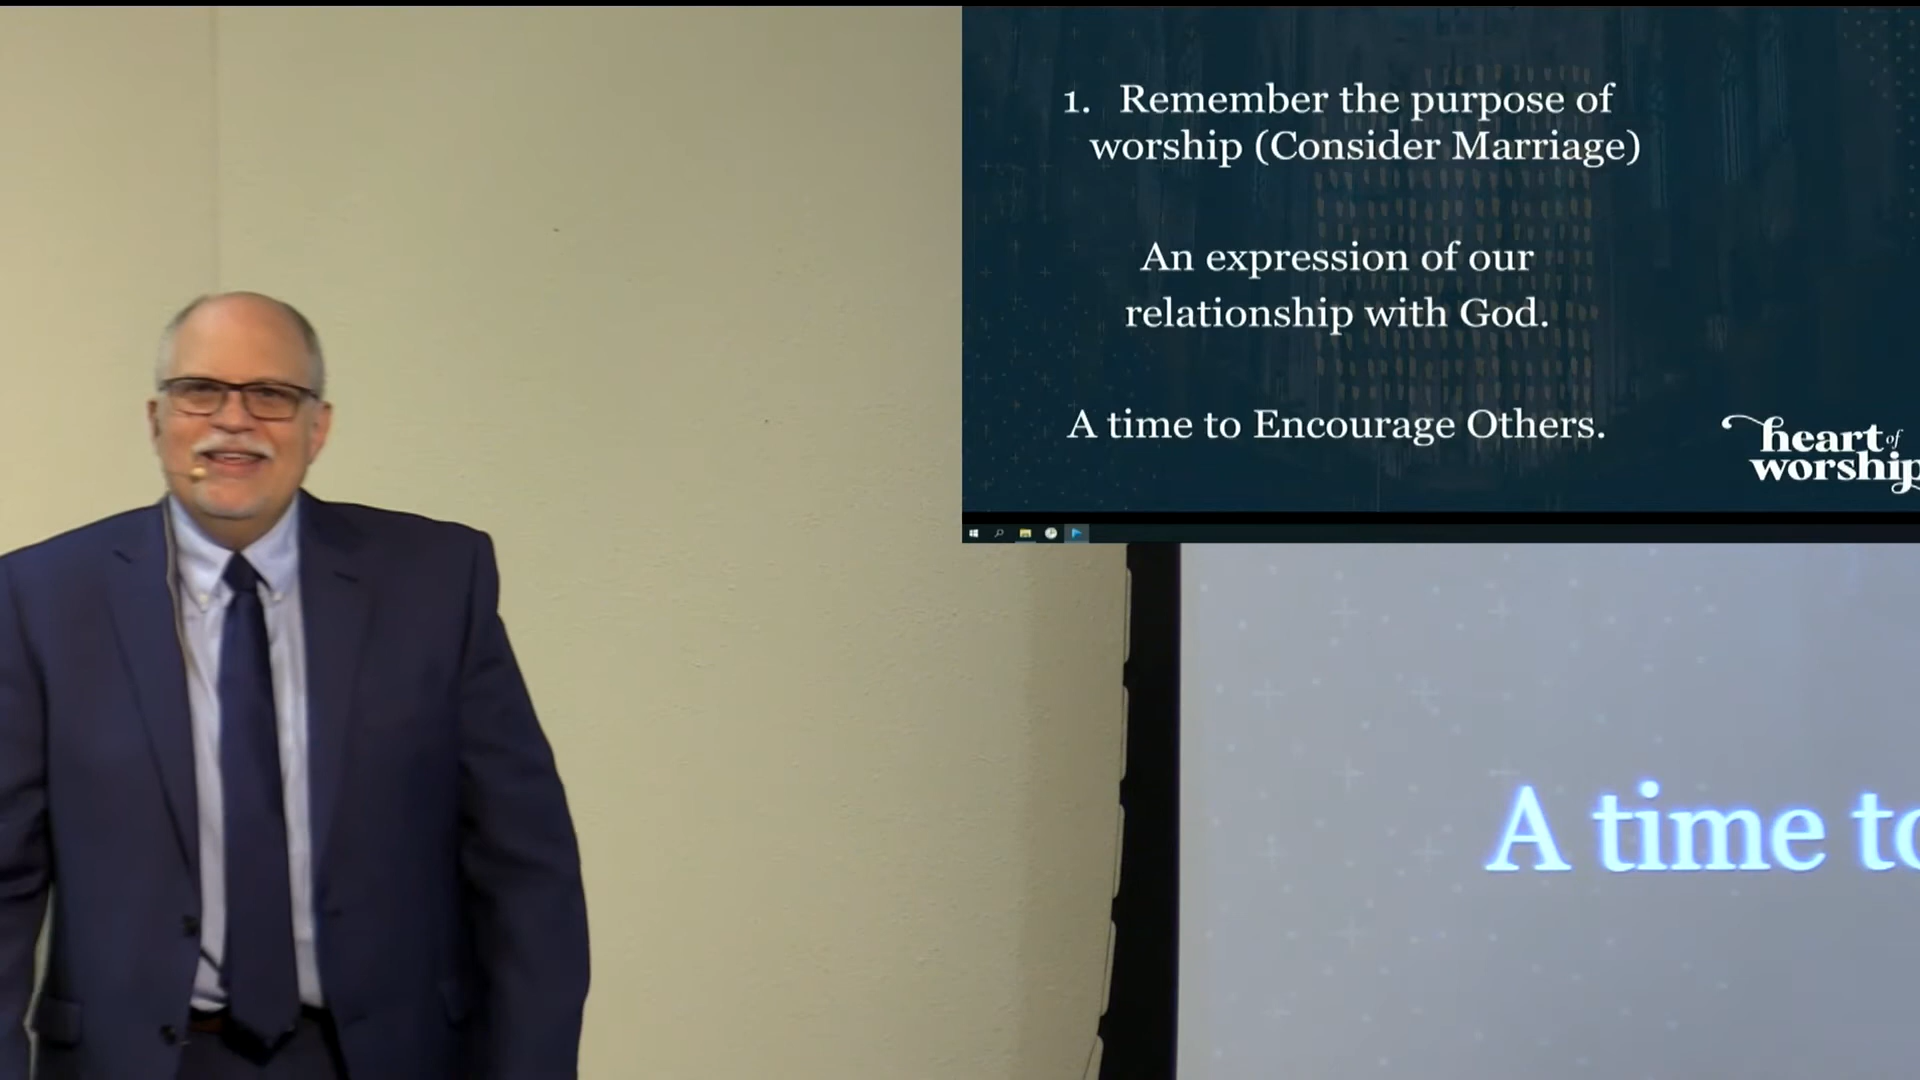 1. Remember the purpose of
worship (Consider Marriage)
An expression of our
relationship with God.
A time to Encourage Others.
heart of
worship
A time to